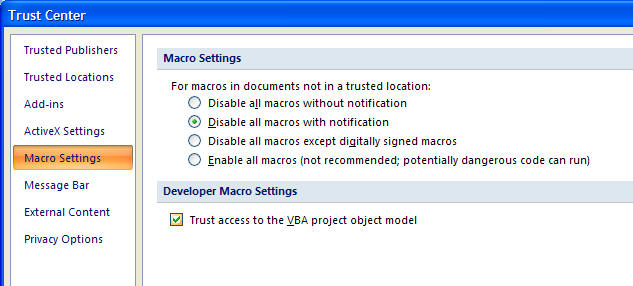 Trust Center
Trusted Publishers
Trusted Locations
Add-ins
ActiveX Settings
Macro Settings
Message Bar
External Content
Privacy Options
Macro Settings
For macros in documents not in a trusted location:
Disable all macros without notification
Disable all macros with notification
Disable all macros except digitally signed macros
Enable all macros (not recommended; potentially dangerous code can run)
Developer Macro Settings
Trust access to the VBA project object model